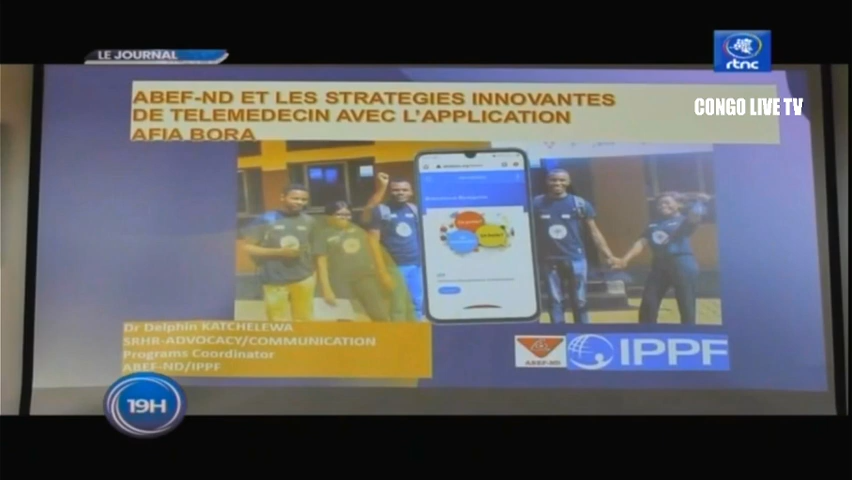 LE JOURNAL
rtnc
CONGO LIVE TV
ABEF-ND ET LES STRATEGIES INNOVANTES
DE TELEMEDECIN AVEC L'APPLICATION
AFIA BORA
Dr Delphin KATCHELEWA
SRHR-ADVOCACY/COMMUNICATION
Programs Coordinator
ABEF-ND/IPPF
ABEF-ND
IPPF
19H